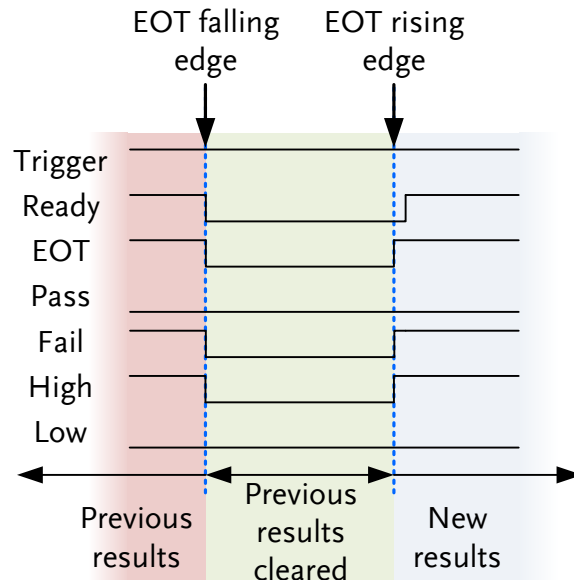 EOT falling
edge
EOT rising
edge
Trigger
Ready
EOT
Pass
Fail
High
Low
Previous
results
Previous
results
cleared
New
results